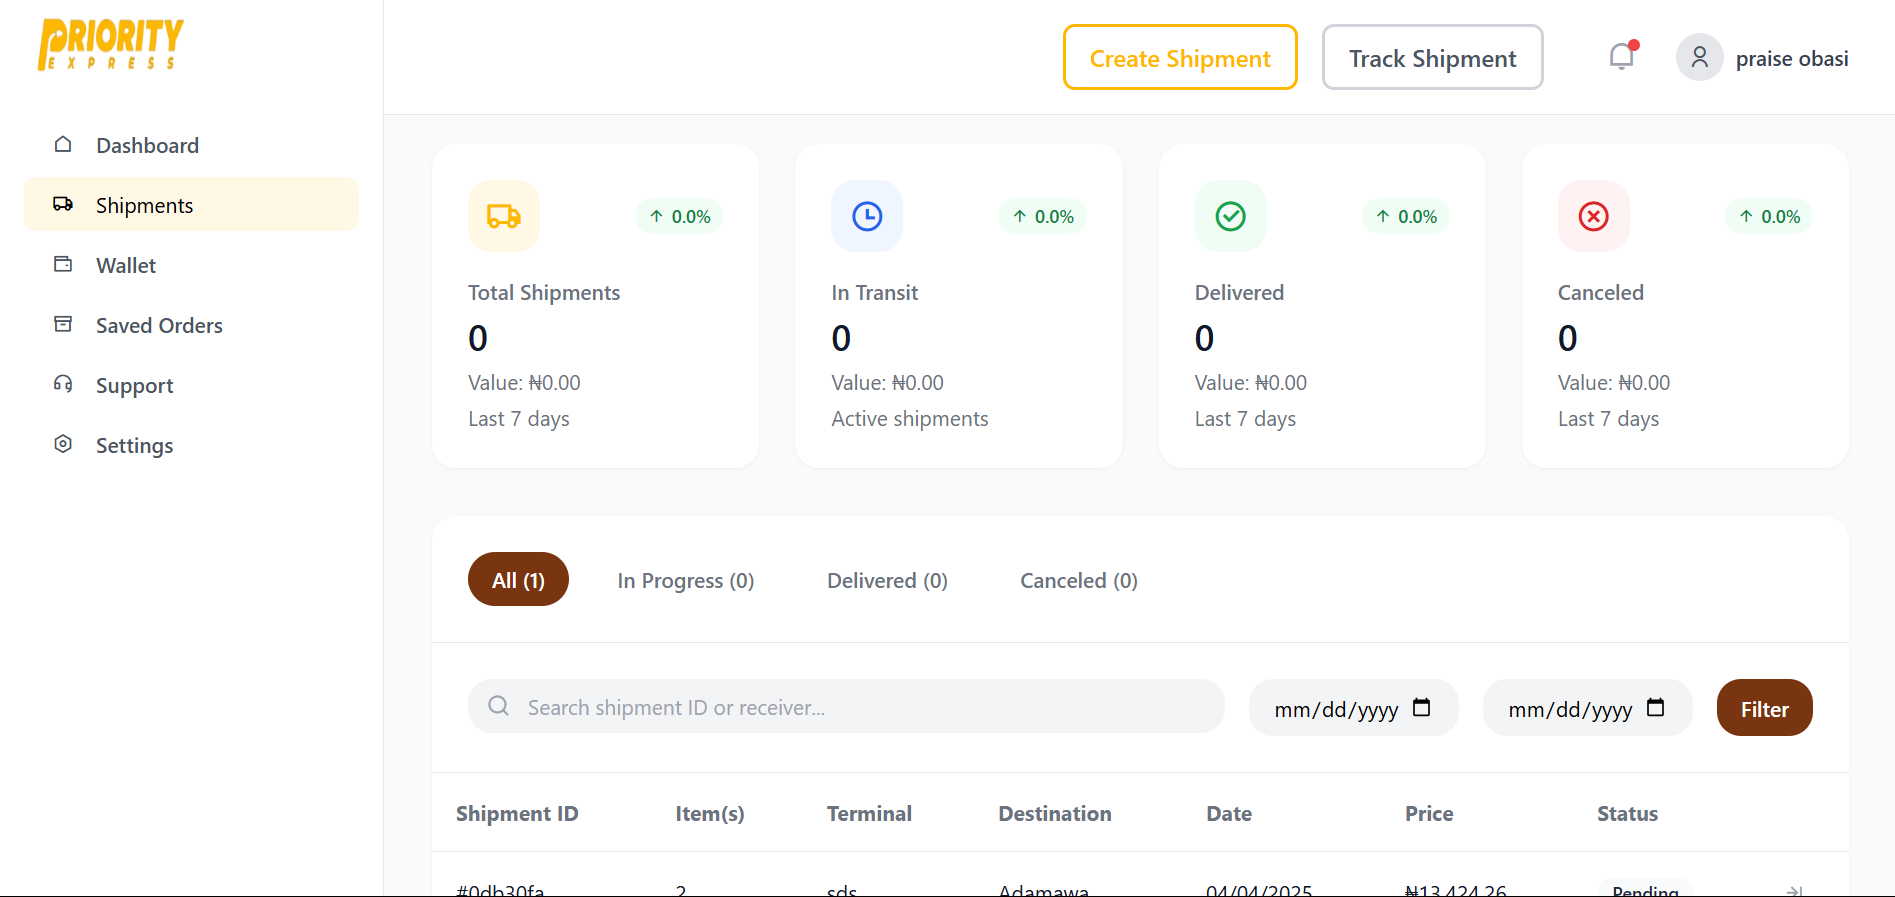 PRIORITY
EXPRESS
Create Shipment
Track Shipment
praise obasi
Dashboard
Shipments
Wallet
Saved Orders
Support
Settings
0.0%
Total Shipments
0
Value: ₦0.00
Last 7 days
0.0%
In Transit
0
Value: ₦0.00
Active shipments
0.0%
Delivered
0
Value: ₦0.00
Last 7 days
0.0%
Canceled
0
Value: ₦0.00
Last 7 days
All (1) In Progress (0) Delivered (0) Canceled (0)
Search shipment ID or receiver... mm/dd/yyyy mm/dd/yyyy Filter
Shipment ID Item(s) Terminal Destination Date Price Status
#0db30fa 2 sds Adamawa 04/04/2025 ₦13,424.26 Pending